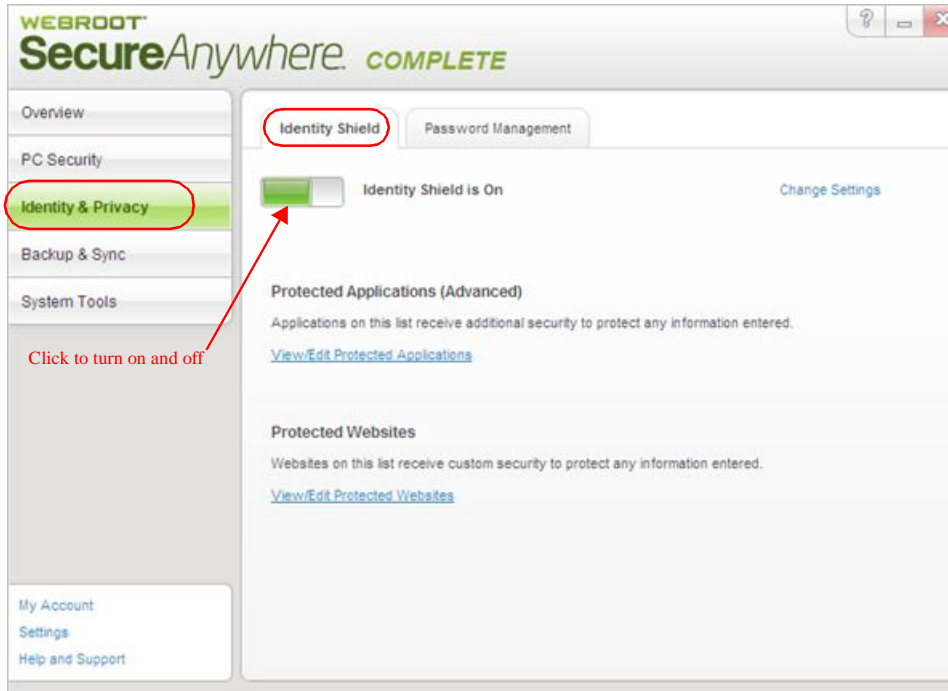 WEBROOT
SecureAnywhere. COMPLETE
Overview
PC Security
Identity & Privacy
Backup & Sync
System Tools
Click to turn on and off
Identity Shield
Password Management
Identity Shield is On
Change Settings
Protected Applications (Advanced)
Applications on this list receive additional security to protect any information entered.
View/Edit Protected Applications
Protected Websites
Websites on this list receive custom security to protect any information entered.
View/Edit Protected Websites
My Account
Settings
Help and Support